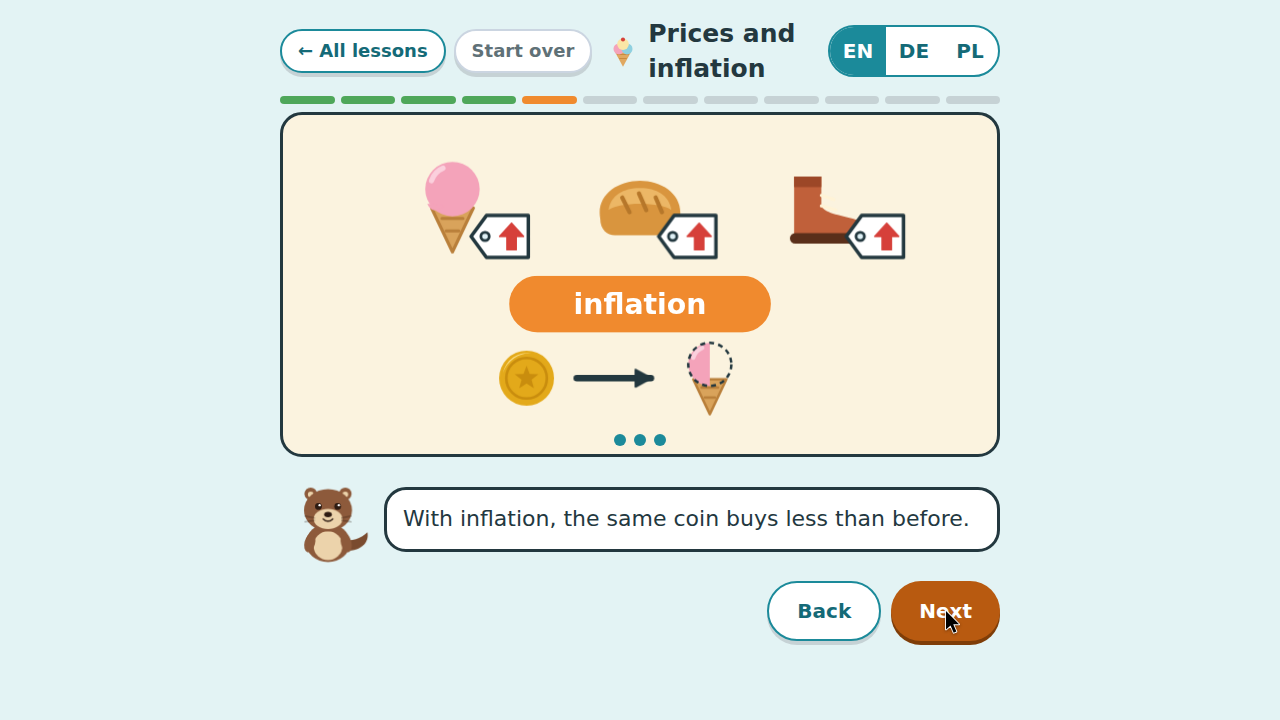 ← All lessons
Start over
Prices and
inflation
EN DE PL
inflation
With inflation, the same coin buys less than before.
Back
Next